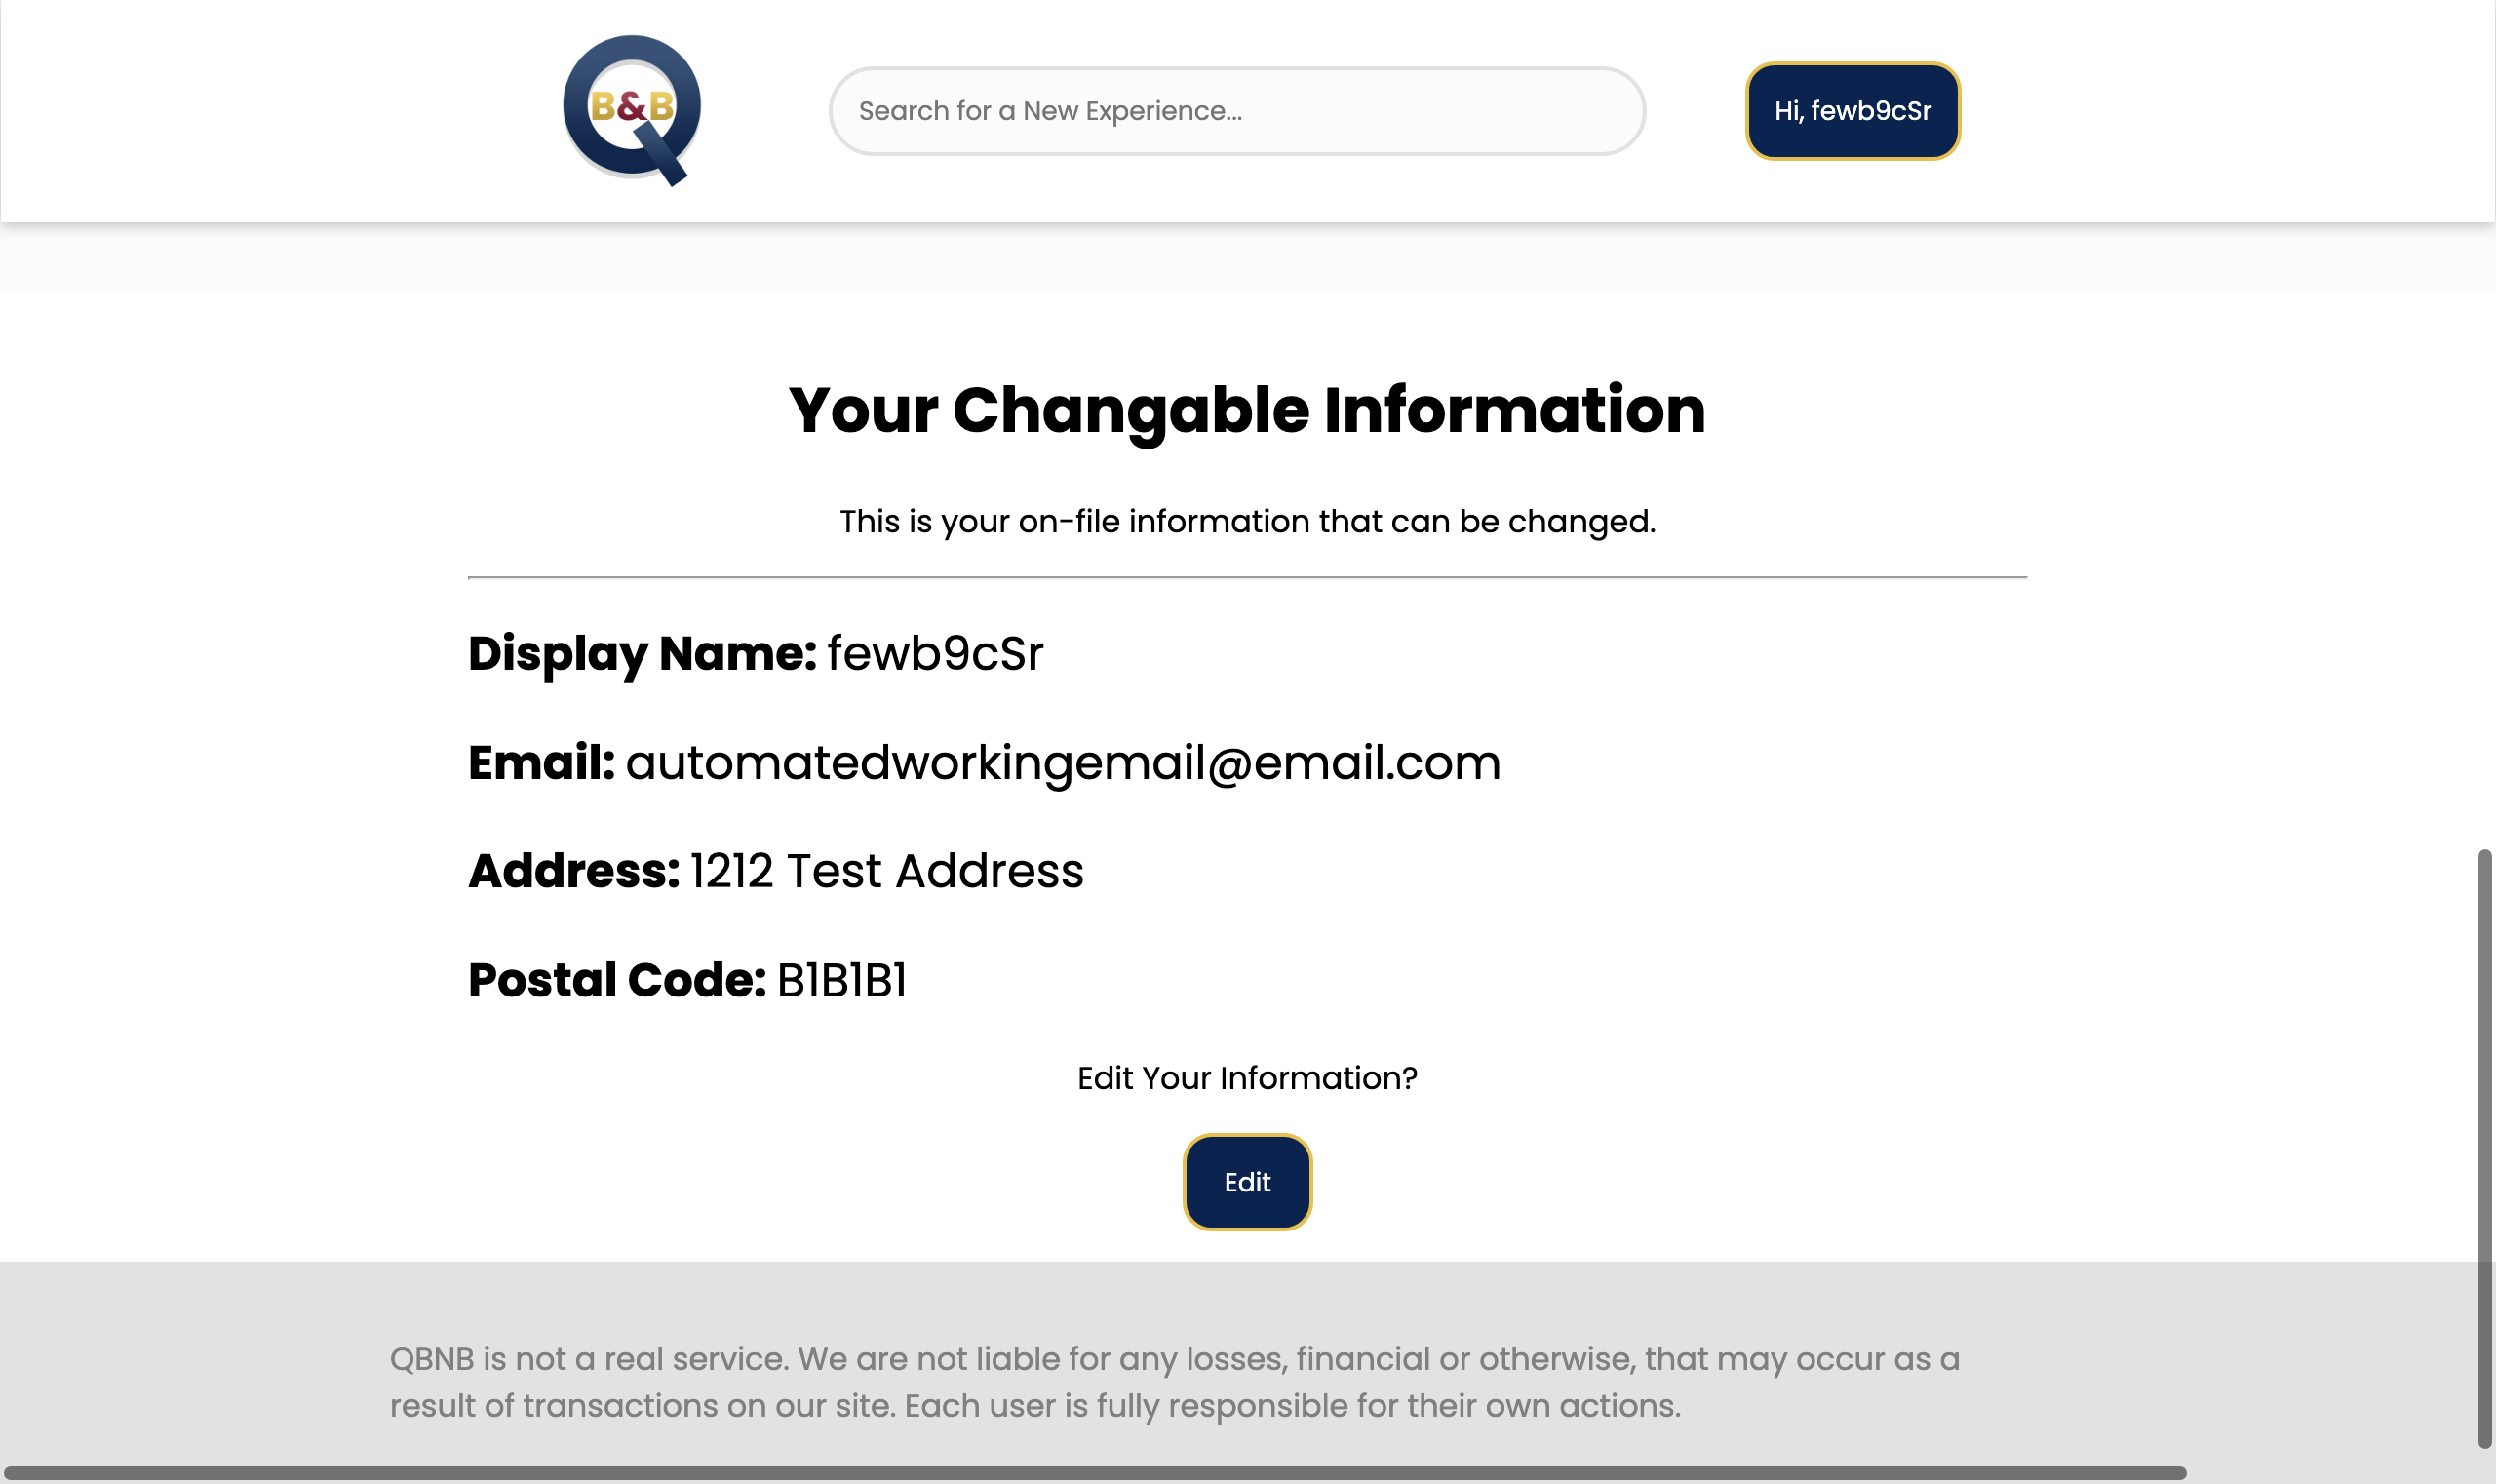 B&B
Search for a New Experience...
Hi, fewb9cSr
Your Changable Information
This is your on-file information that can be changed.
Display Name: fewb9cSr
Email: automatedworkingemail@email.com
Address: 1212 Test Address
Postal Code: B1B1B1
Edit Your Information?
Edit
QBNB is not a real service. We are not liable for any losses, financial or otherwise, that may occur as a
result of transactions on our site. Each user is fully responsible for their own actions.